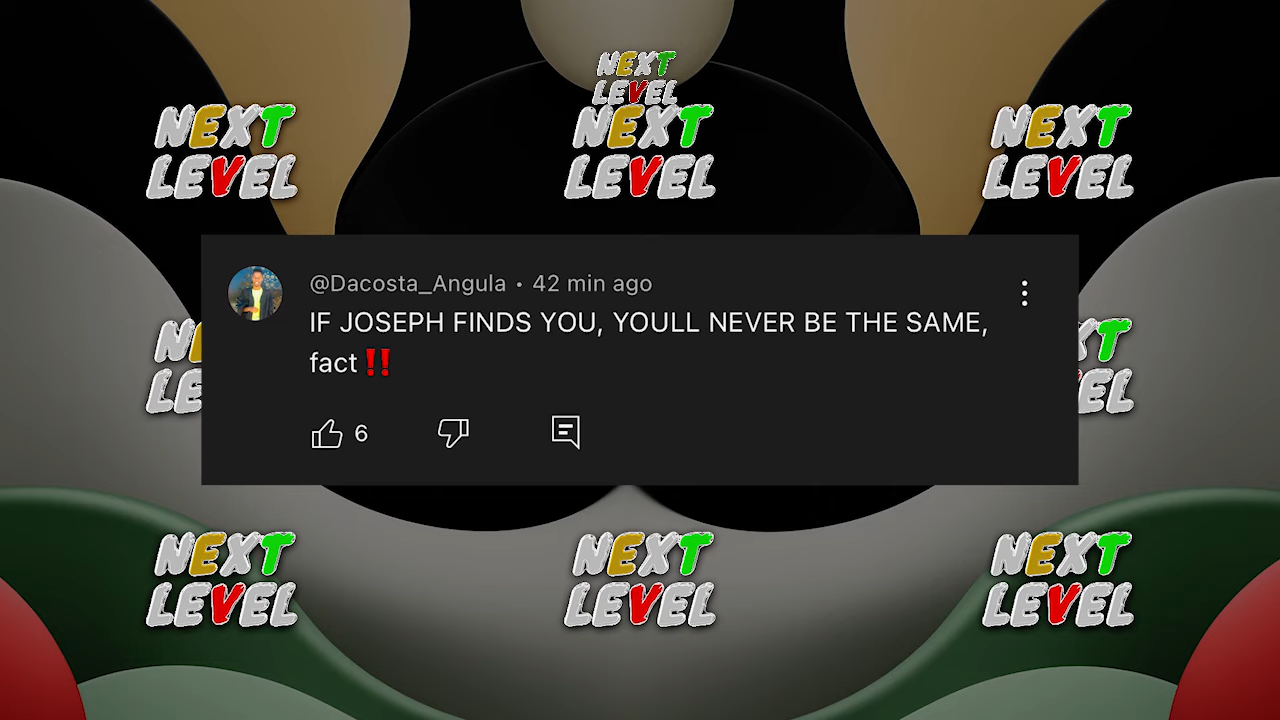 NEXT
LEVEL
NEXT
LEVEL
NEXT
LEVEL
NEXT
LEVEL
@Dacosta_Angula • 42 min ago
IF JOSEPH FINDS YOU, YOULL NEVER BE THE SAME,
fact‼️
6
NEXT
LEVEL
NEXT
LEVEL
NEXT
LEVEL